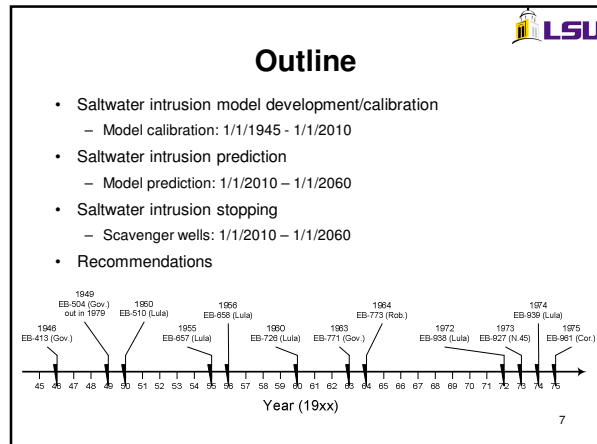 LSU
Outline
• Saltwater intrusion model development/calibration
– Model calibration: 1/1/1945 - 1/1/2010
• Saltwater intrusion prediction
– Model prediction: 1/1/2010 – 1/1/2060
• Saltwater intrusion stopping
– Scavenger wells: 1/1/2010 – 1/1/2060
• Recommendations
1946
EB-413 (Gov.)
1949
EB-504 (Gov.)
out in 1979
1950
EB-510 (Lula)
1955
EB-657 (Lula)
1956
EB-658 (Lula)
1960
EB-726 (Lula)
1963
EB-771 (Gov.)
1964
EB-773 (Rob.)
1972
EB-938 (Lula)
1973
EB-927 (N.45)
1974
EB-939 (Lula)
1975
EB-961 (Cor.)
45 46 47 48 49 50 51 52 53 54 55 56 57 58 59 60 61 62 63 64 65 66 67 68 69 70 71 72 73 74 75
Year (19xx)
7